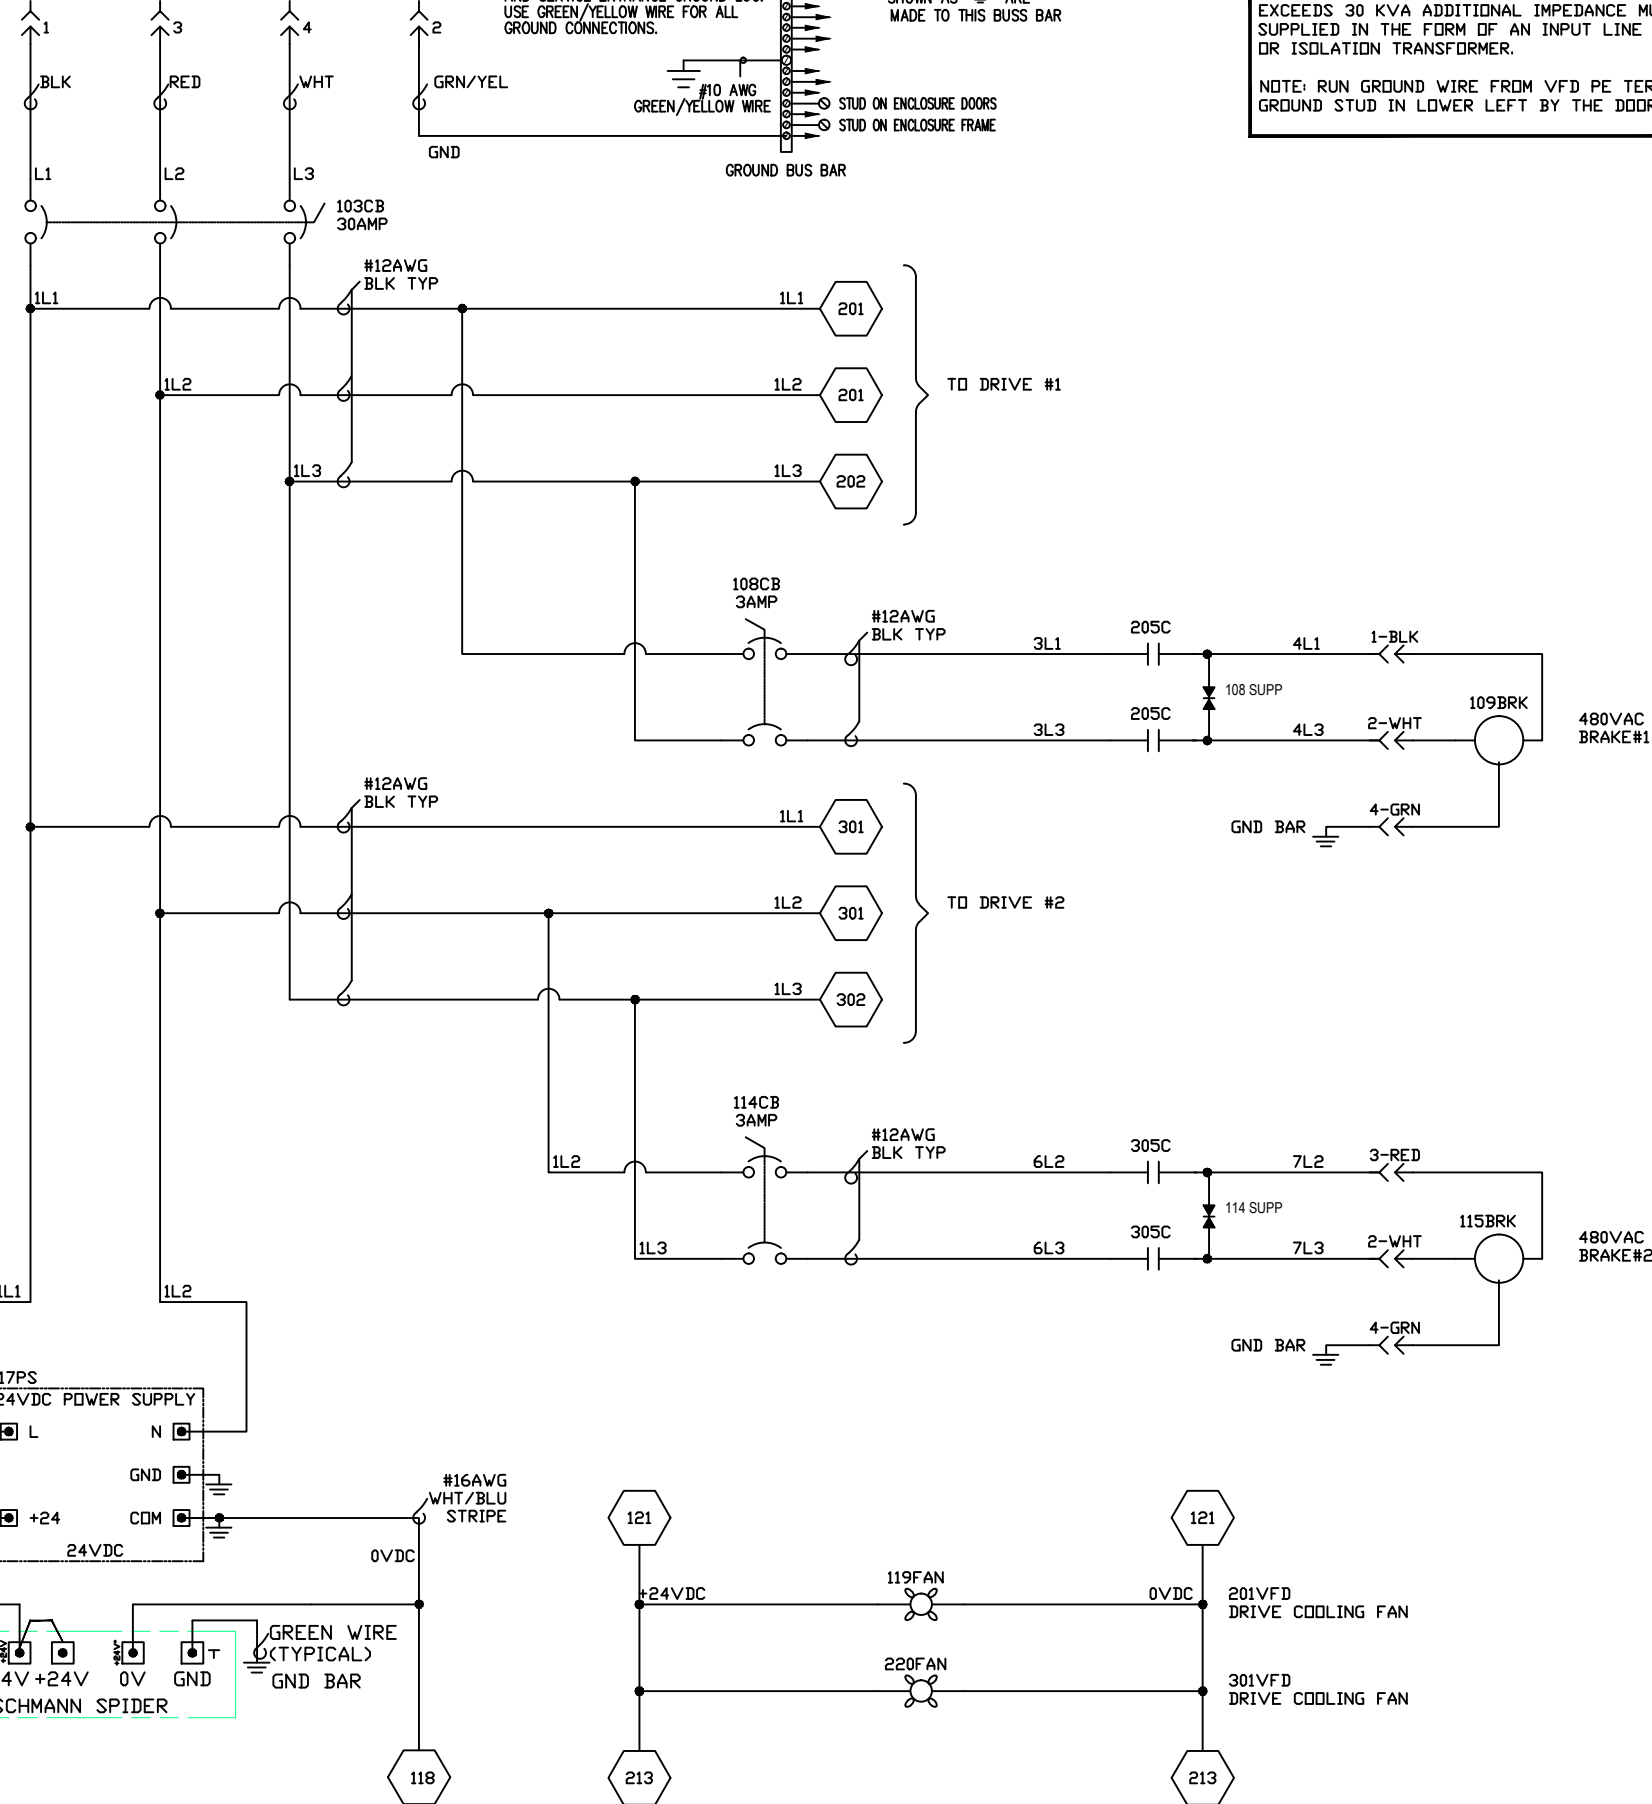 USE GREEN/YELLOW WIRE FOR ALL
GROUND CONNECTIONS.
SHOWN AS ARE
MADE TO THIS BUSS BAR
EXCEEDS 30 KVA ADDITIONAL IMPEDANCE
SUPPLIED IN THE FORM OF AN INPUT LINE
OR ISOLATION TRANSFORMER.
NOTE: RUN GROUND WIRE FROM VFD PE TER
GROUND STUD IN LOWER LEFT BY THE DOOR
1
3
4
2
BLK
RED
WHT
GRN/YEL
#10 AWG
GREEN/YELLOW WIRE
STUD ON ENCLOSURE DOORS
STUD ON ENCLOSURE FRAME
GND
GROUND BUS BAR
L1
L2
L3
103CB
30AMP
#12AWG
BLK TYP
1L1
1L1
201
1L2
1L2
201
TO DRIVE #1
1L3
1L3
202
108CB
3AMP
#12AWG
BLK TYP
3L1
205C
4L1
1-BLK
108 SUPP
3L3
205C
4L3
2-WHT
109BRK
480VAC
BRAKE#1
4-GRN
GND BAR
#12AWG
BLK TYP
1L1
301
1L2
301
TO DRIVE #2
1L3
302
114CB
3AMP
#12AWG
BLK TYP
1L2
6L2
305C
7L2
3-RED
114 SUPP
1L3
6L3
305C
7L3
2-WHT
115BRK
480VAC
BRAKE#2
4-GRN
GND BAR
1L1
1L2
17PS
24VDC POWER SUPPLY
L
N
GND
+24
COM
24VDC
#16AWG
WHT/BLU
STRIPE
0VDC
121
121
119FAN
+24VDC
0VDC
201VFD
DRIVE COOLING FAN
220FAN
301VFD
DRIVE COOLING FAN
213
213
GREEN WIRE
(TYPICAL)
GND BAR
4V +24V 0V GND
SCHMANN SPIDER
118